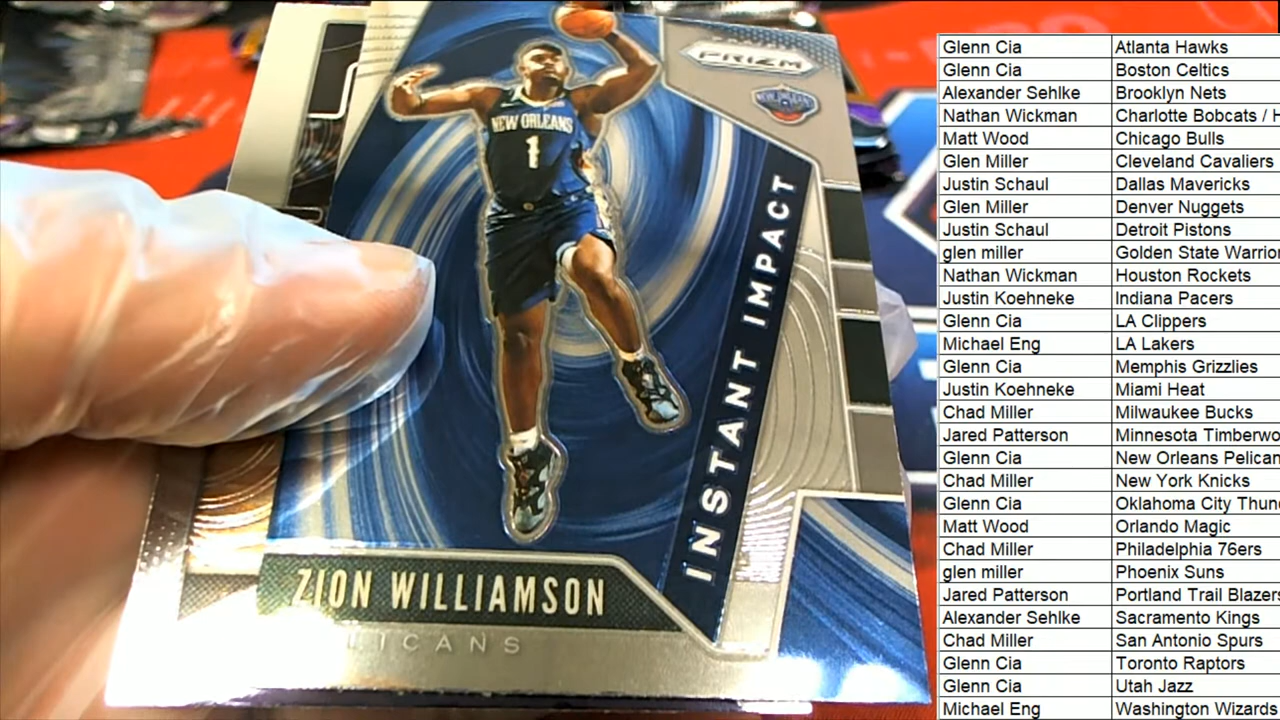 PRIZM
NEW ORLEANS
1
INSTANT IMPACT
ZION WILLIAMSON
LICANS
Glenn Cia Atlanta Hawks
Glenn Cia Boston Celtics
Alexander Sehlke Brooklyn Nets
Nathan Wickman Charlotte Bobcats / H
Matt Wood Chicago Bulls
Glen Miller Cleveland Cavaliers
Justin Schaul Dallas Mavericks
Glen Miller Denver Nuggets
Justin Schaul Detroit Pistons
glen miller Golden State Warrio
Nathan Wickman Houston Rockets
Justin Koehneke Indiana Pacers
Glenn Cia LA Clippers
Michael Eng LA Lakers
Glenn Cia Memphis Grizzlies
Justin Koehneke Miami Heat
Chad Miller Milwaukee Bucks
Jared Patterson Minnesota Timberwo
Glenn Cia New Orleans Pelican
Chad Miller New York Knicks
Glenn Cia Oklahoma City Thun
Matt Wood Orlando Magic
Chad Miller Philadelphia 76ers
glen miller Phoenix Suns
Jared Patterson Portland Trail Blazers
Alexander Sehlke Sacramento Kings
Chad Miller San Antonio Spurs
Glenn Cia Toronto Raptors
Glenn Cia Utah Jazz
Michael Eng Washington Wizards